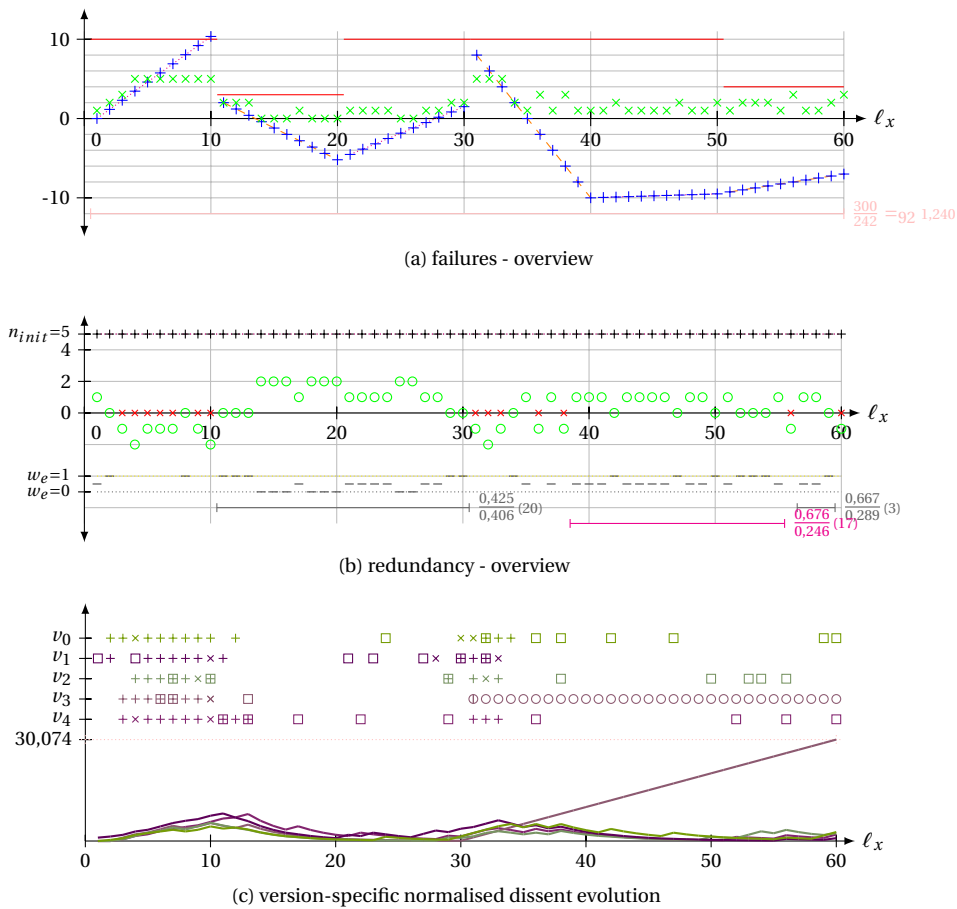 10
0
-10
0 10 20 30 40 50 60
ℓx
300/242 = 92 1,240
(a) failures - overview
ninit=5
4
2
0
0 10 20 30 40 50 60
ℓx
we=1
we=0
0,425/0,406 (20)
0,667/0,289 (3)
0,676/0,246 (17)
(b) redundancy - overview
v0
v1
v2
v3
v4
30,074
0 10 20 30 40 50 60
ℓx
(c) version-specific normalised dissent evolution